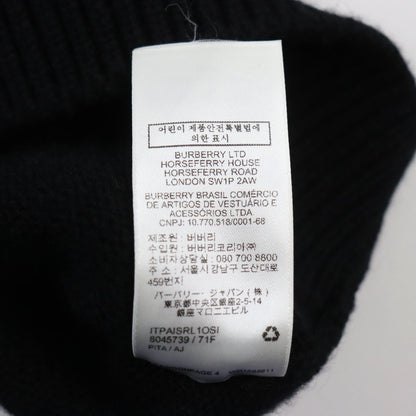 어린이 제품안전특별법에
의한 표시
BURBERRY LTD
HORSEFERRY HOUSE
HORSEFERRY ROAD
LONDON SW1P 2AW
BURBERRY BRASIL COMÉRCIO
DE ARTIGOS DE VESTUÁRIO E
ACESSÓRIOS LTDA.
CNPJ: 10.770.518/0001-68
제조원 : 버버리
수입원 : 버버리코리아㈜
소비자상담실: 080 700 8800
주소 : 서울시강남구 도산대로
459번지
バーバリー・ジャパン(株)
東京都中央区銀座2-5-14
銀座マロニエビル
ITPAISRL1OSI
8045739 / 71F
PITA / AJ